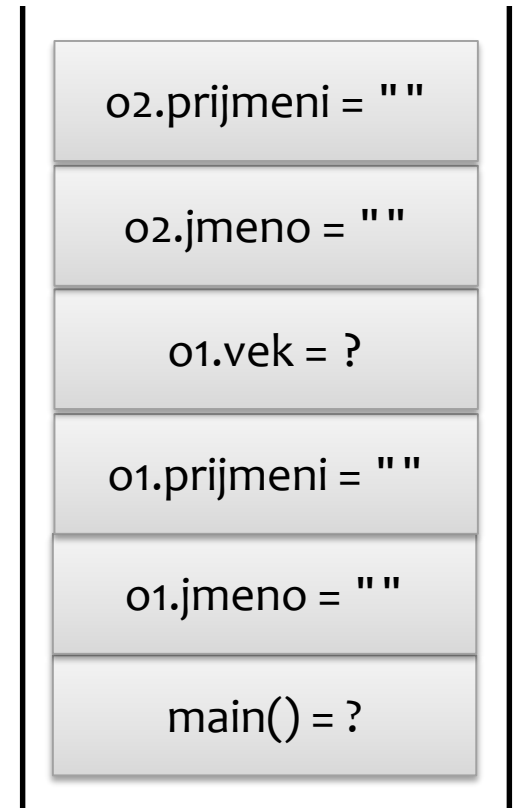 o2.prijmeni = ""
o2.jmeno = ""
o1.vek = ?
o1.prijmeni = ""
o1.jmeno = ""
main() = ?